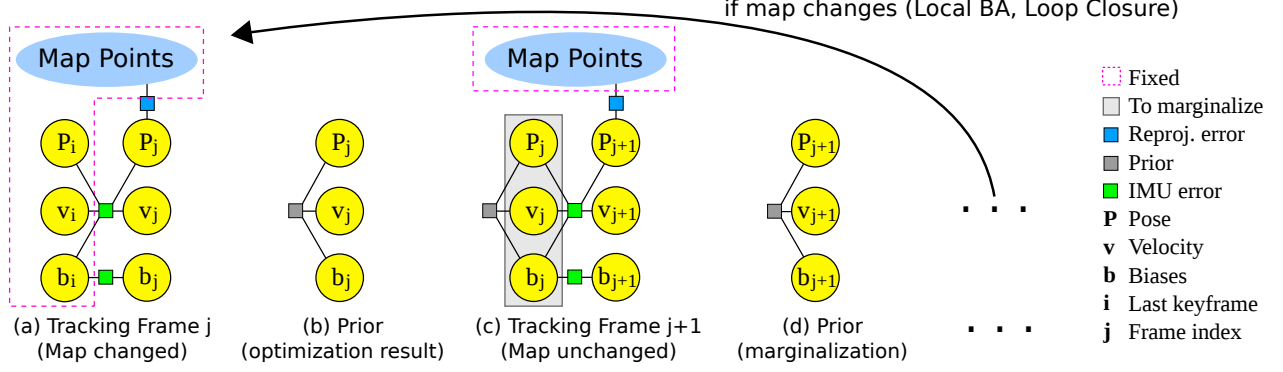 if map changes (Local BA, Loop Closure)
Map Points
Map Points
Pi Pj
vi vj
bi bj
Pj
vj
bj
Pj Pj+1
vj vj+1
bj bj+1
Pj+1
vj+1
bj+1
. . .
(a) Tracking Frame j
(Map changed)
(b) Prior
(optimization result)
(c) Tracking Frame j+1
(Map unchanged)
(d) Prior
(marginalization)
. . .
Fixed
To marginalize
Reproj. error
Prior
IMU error
P Pose
v Velocity
b Biases
i Last keyframe
j Frame index